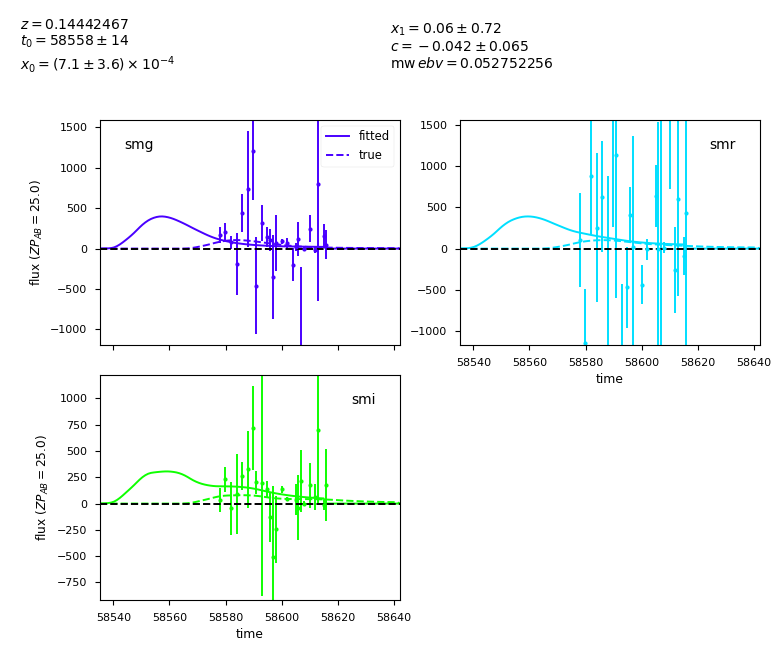 z = 0.14442467
t₀ = 58558 ± 14
x₀ = (7.1 ± 3.6) × 10⁻⁴
x₁ = 0.06 ± 0.72
c = −0.042 ± 0.065
mw ebv = 0.052752256
smg
fitted
true
1500
1000
500
0
−500
−1000
flux (ZP_AB = 25.0)
smr
1500
1000
500
0
−500
−1000
58540 58560 58580 58600 58620 58640
time
smi
1000
750
500
250
0
−250
−500
−750
flux (ZP_AB = 25.0)
58540 58560 58580 58600 58620 58640
time